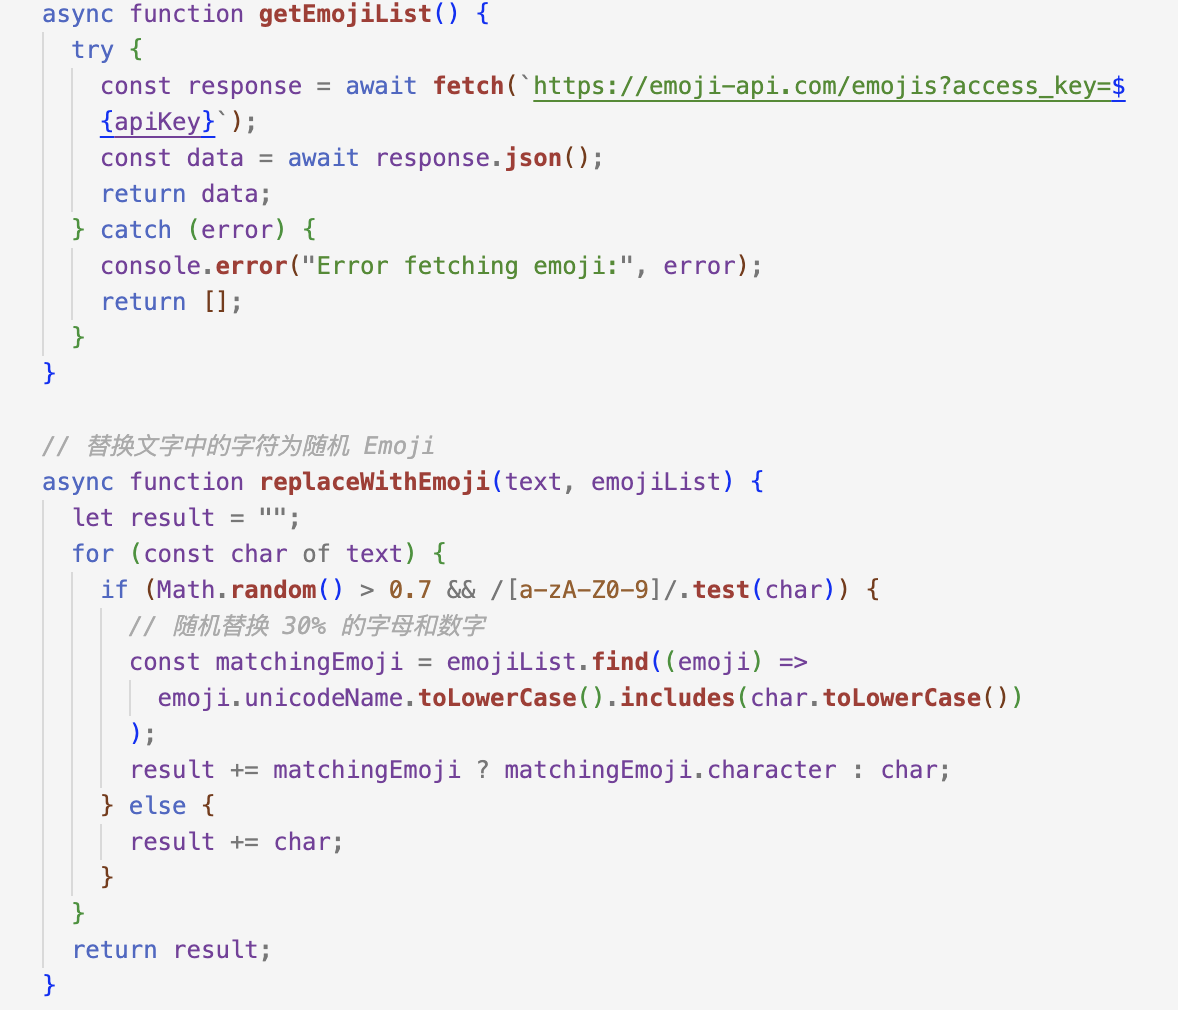 async function getEmojiList() {
try {
const response = await fetch(`https://emoji-api.com/emojis?access_key=$
{apiKey}`);
const data = await response.json();
return data;
} catch (error) {
console.error("Error fetching emoji:", error);
return [];
}
}
// 替换文字中的字符为随机 Emoji
async function replaceWithEmoji(text, emojiList) {
let result = "";
for (const char of text) {
if (Math.random() > 0.7 && /[a-zA-Z0-9]/.test(char)) {
// 随机替换 30% 的字母和数字
const matchingEmoji = emojiList.find((emoji) =>
emoji.unicodeName.toLowerCase().includes(char.toLowerCase())
);
result += matchingEmoji ? matchingEmoji.character : char;
} else {
result += char;
}
}
return result;
}